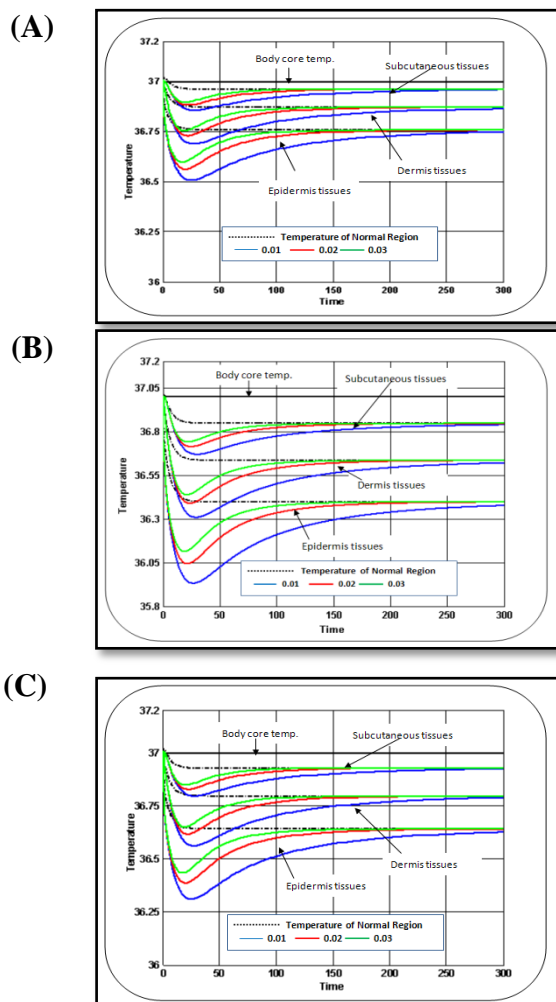 (A)
37.2
Body core temp.
Subcutaneous tissues
37
36.75
Temperature
Dermis tissues
36.5
Epidermis tissues
36.25
Temperature of Normal Region
0.01 0.02 0.03
36
0 50 100 150 200 250 300
Time
(B)
37.2
Body core temp.
37.05
Subcutaneous tissues
36.8
Temperature
36.55
Dermis tissues
36.3
Epidermis tissues
36.05
Temperature of Normal Region
0.01 0.02 0.03
35.8
0 50 100 150 200 250 300
Time
(C)
37.2
Body core temp.
Subcutaneous tissues
37
36.75
Temperature
Dermis tissues
36.5
Epidermis tissues
36.25
Temperature of Normal Region
0.01 0.02 0.03
36
0 50 100 150 200 250 300
Time